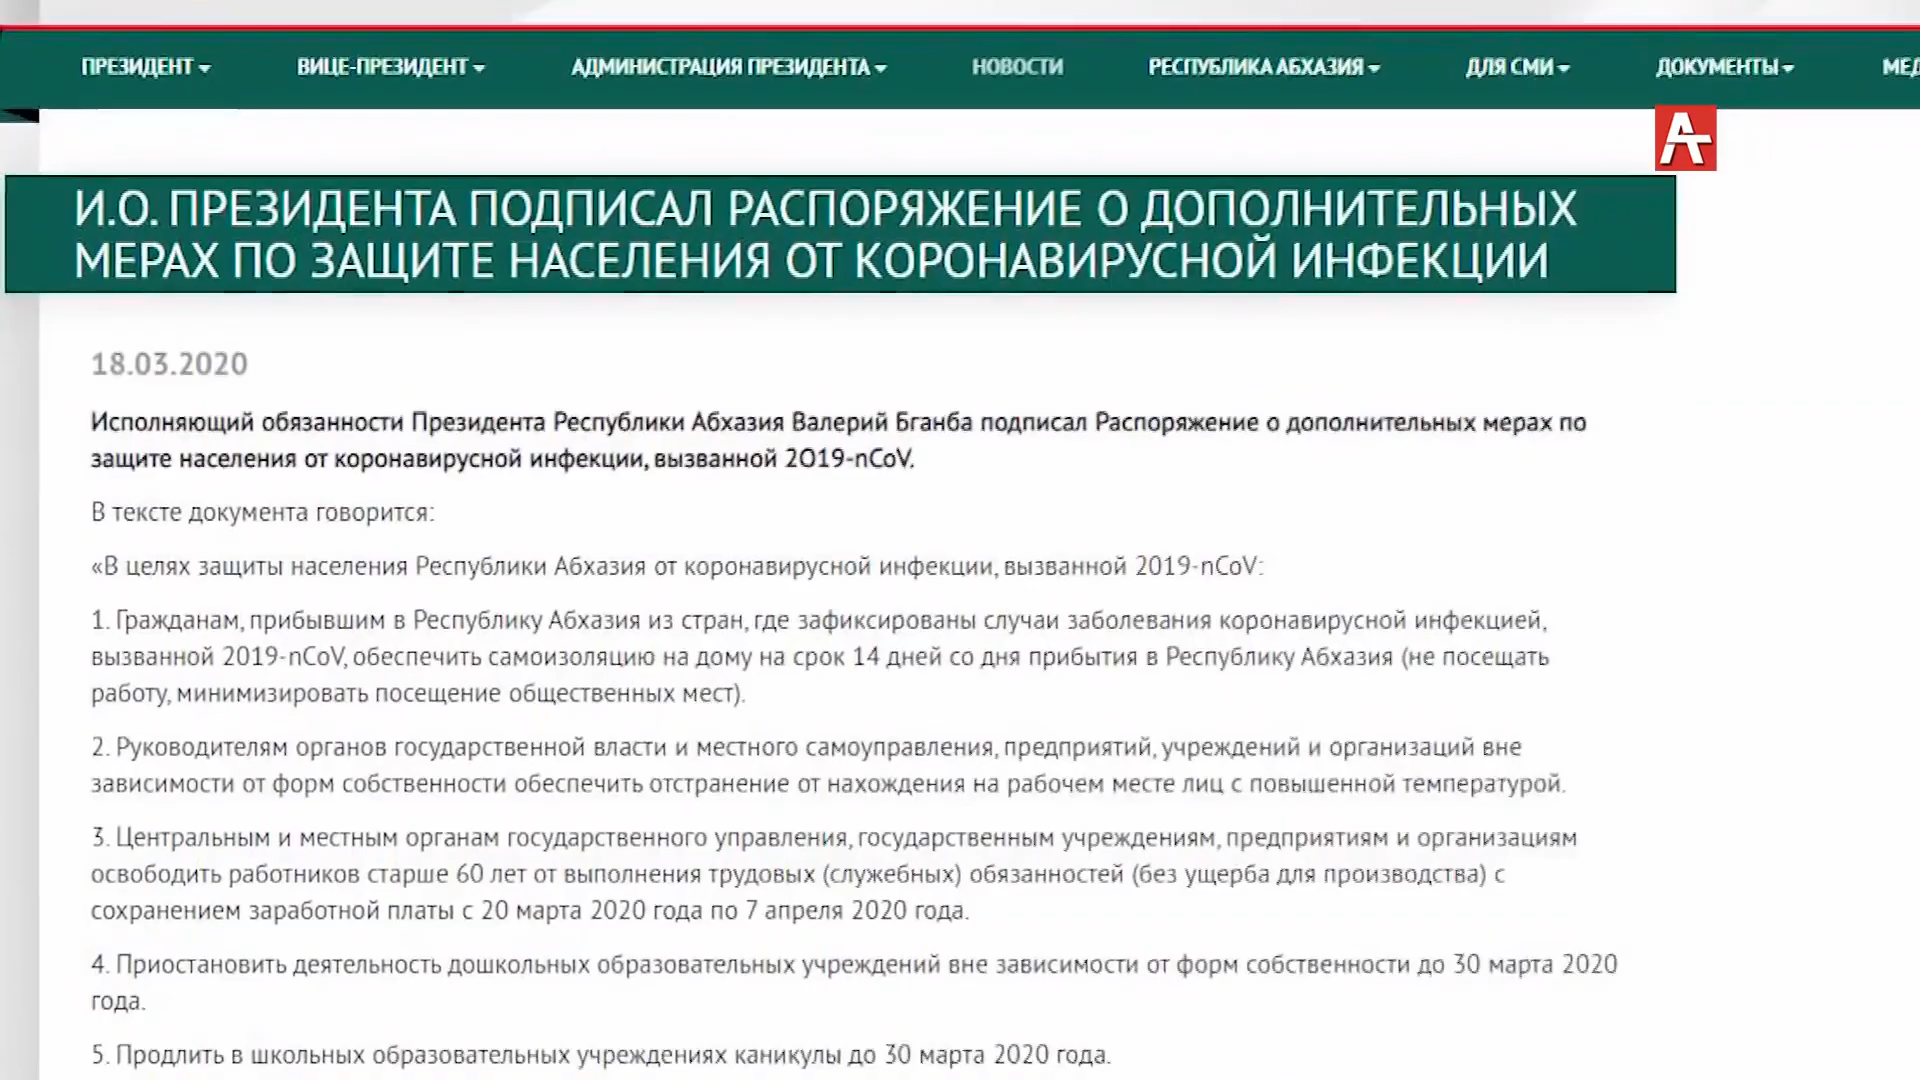 ПРЕЗИДЕНТ ВИЦЕ-ПРЕЗИДЕНТ АДМИНИСТРАЦИЯ ПРЕЗИДЕНТА НОВОСТИ РЕСПУБЛИКА АБХАЗИЯ ДЛЯ СМИ ДОКУМЕНТЫ МЕД
И.О. ПРЕЗИДЕНТА ПОДПИСАЛ РАСПОРЯЖЕНИЕ О ДОПОЛНИТЕЛЬНЫХ
МЕРАХ ПО ЗАЩИТЕ НАСЕЛЕНИЯ ОТ КОРОНАВИРУСНОЙ ИНФЕКЦИИ
18.03.2020
Исполняющий обязанности Президента Республики Абхазия Валерий Бганба подписал Распоряжение о дополнительных мерах по
защите населения от коронавирусной инфекции, вызванной 2O19-nCoV.
В тексте документа говорится:
«В целях защиты населения Республики Абхазия от коронавирусной инфекции, вызванной 2019-nCoV:
1. Гражданам, прибывшим в Республику Абхазия из стран, где зафиксированы случаи заболевания коронавирусной инфекцией,
вызванной 2019-nCoV, обеспечить самоизоляцию на дому на срок 14 дней со дня прибытия в Республику Абхазия (не посещать
работу, минимизировать посещение общественных мест).
2. Руководителям органов государственной власти и местного самоуправления, предприятий, учреждений и организаций вне
зависимости от форм собственности обеспечить отстранение от нахождения на рабочем месте лиц с повышенной температурой.
3. Центральным и местным органам государственного управления, государственным учреждениям, предприятиям и организациям
освободить работников старше 60 лет от выполнения трудовых (служебных) обязанностей (без ущерба для производства) с
сохранением заработной платы с 20 марта 2020 года по 7 апреля 2020 года.
4. Приостановить деятельность дошкольных образовательных учреждений вне зависимости от форм собственности до 30 марта 2020
года.
5. Продлить в школьных образовательных учреждениях каникулы до 30 марта 2020 года.